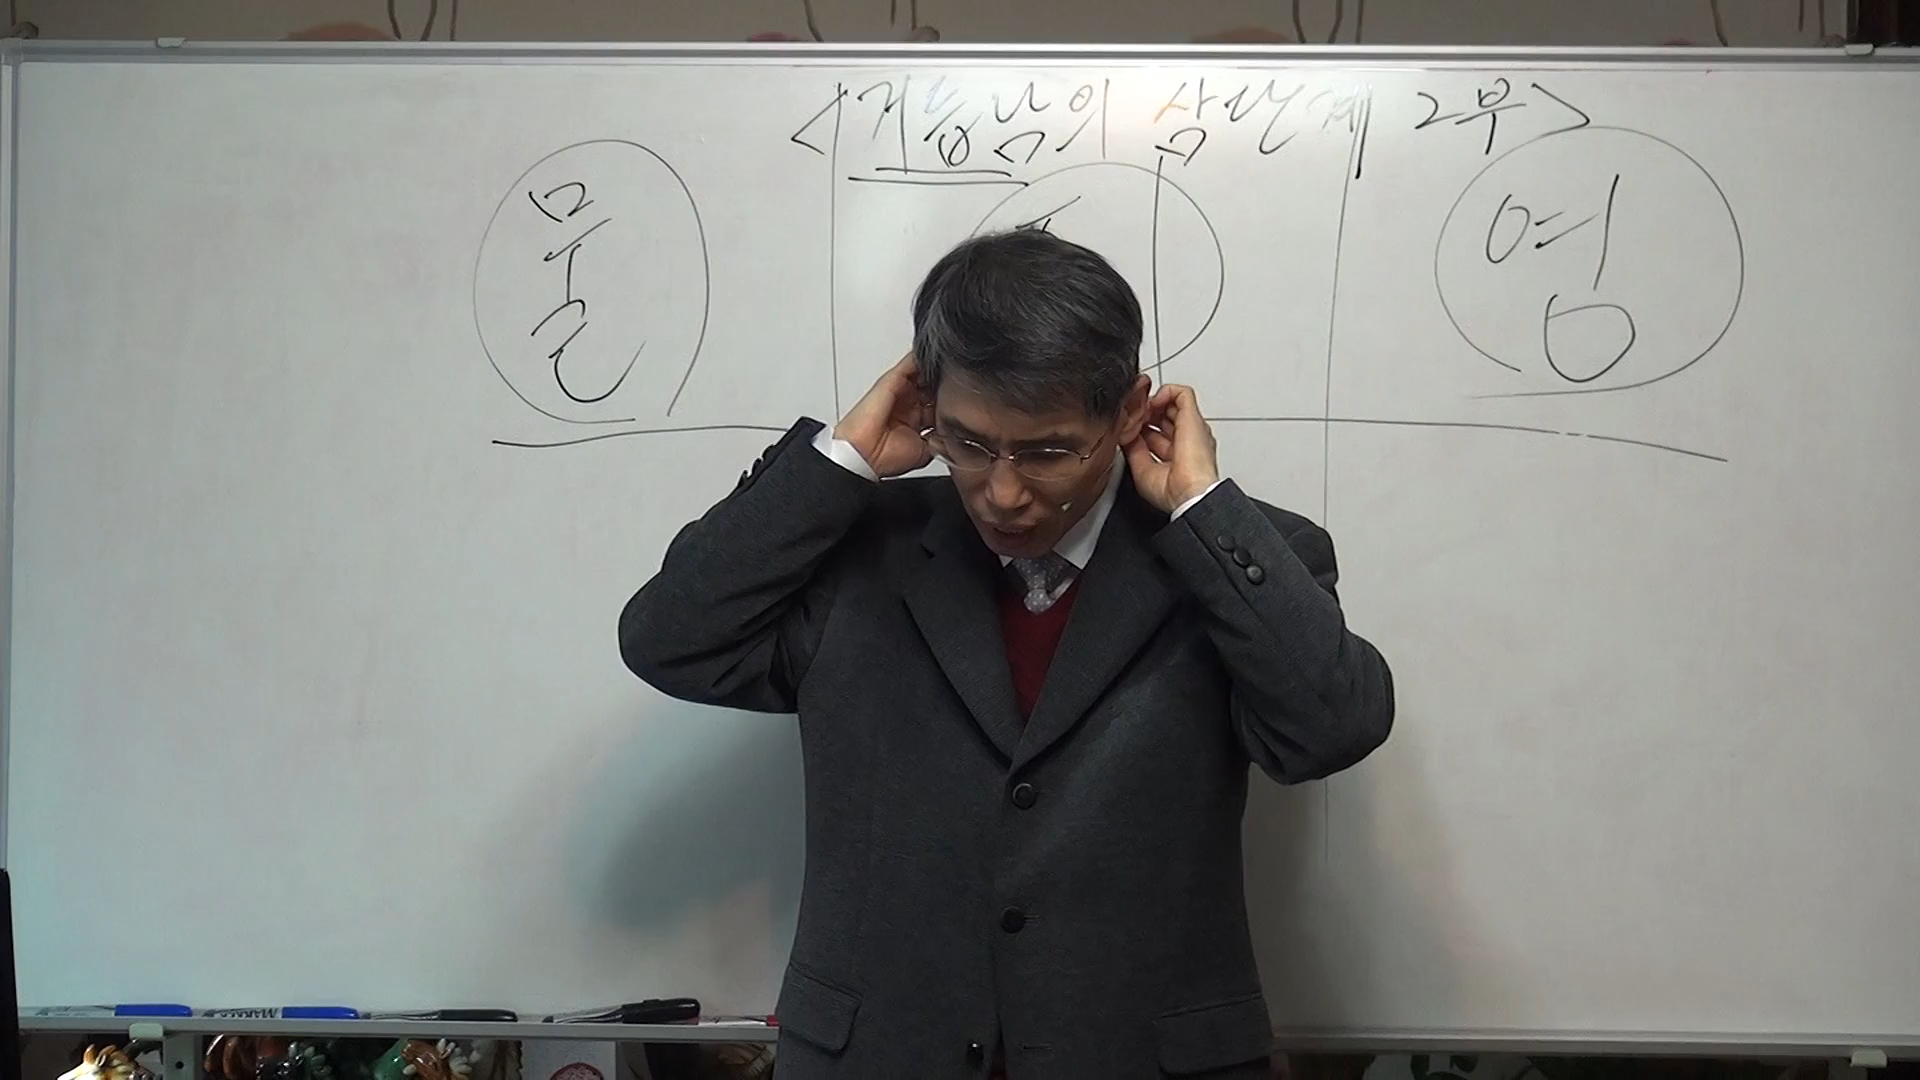 <거듭남의 삼단계 2부>
물
영